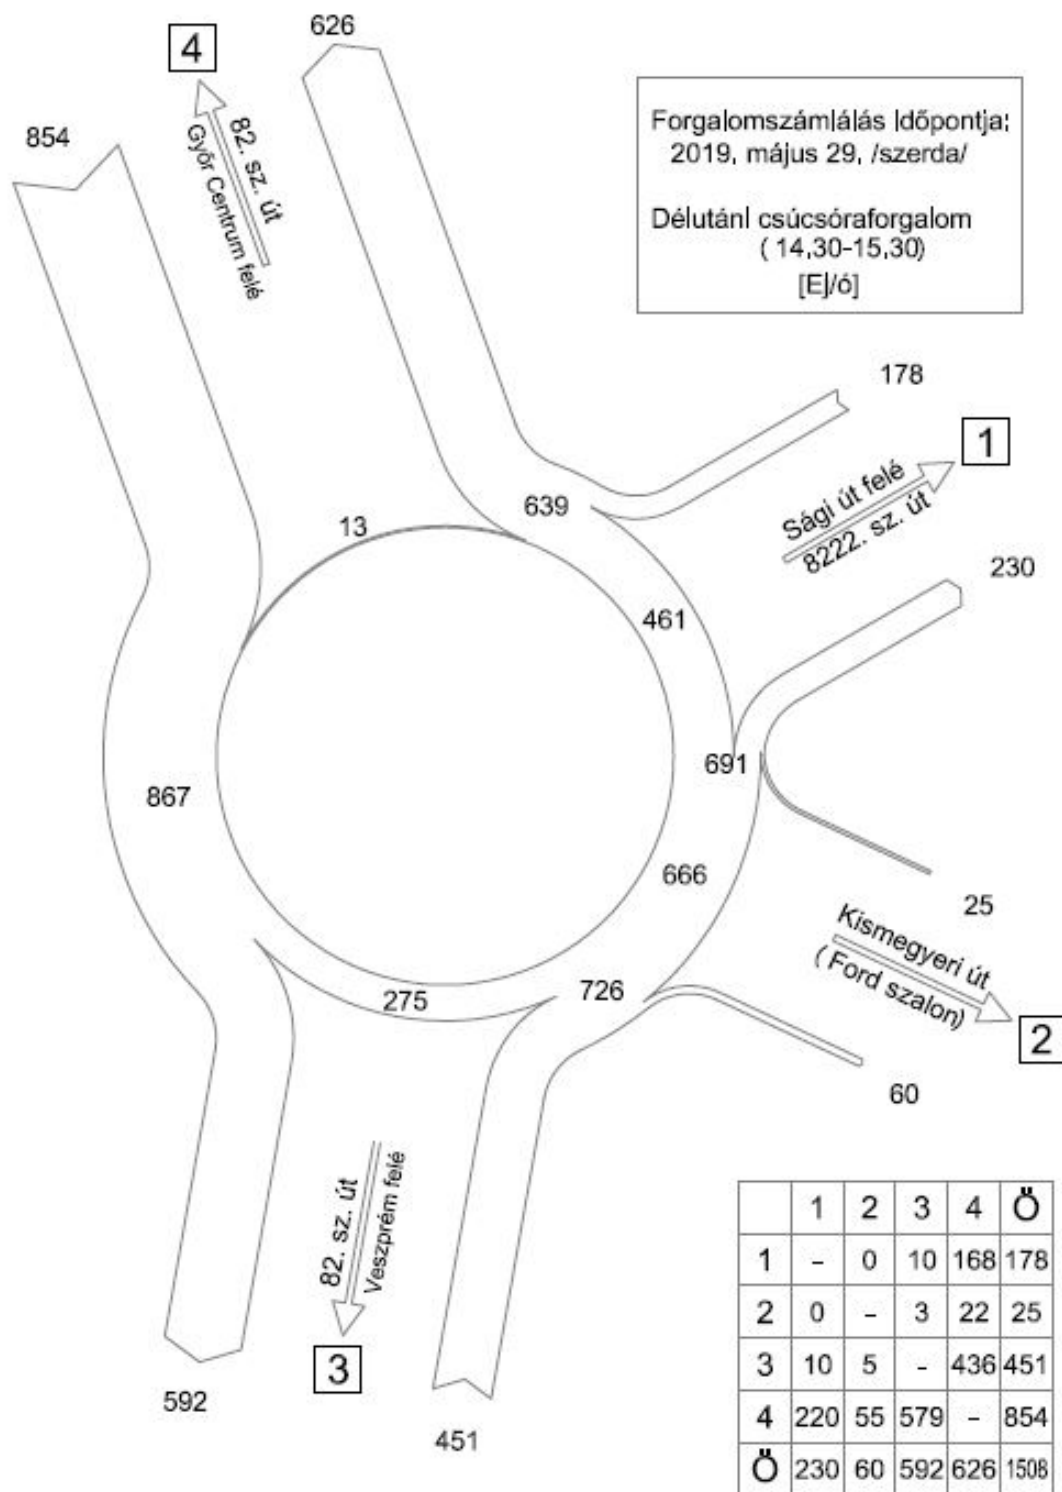 626
4
854
82. sz. út
Győr Centrum felé
Forgalomszámlálás Időpontja:
2019. május 29. /szerda/
Délutáni csúcsóraforgalom
( 14.30-15.30)
[Ej/ó]
178
1
Sági út felé
8222. sz. út
639
13
230
461
691
867
666
25
Kismegyeri út
( Ford szalon)
2
275
726
60
82. sz. út
Veszprém felé
3
592
451
1 2 3 4 Ö
1 - 0 10 168 178
2 0 - 3 22 25
3 10 5 - 436 451
4 220 55 579 - 854
Ö 230 60 592 626 1508